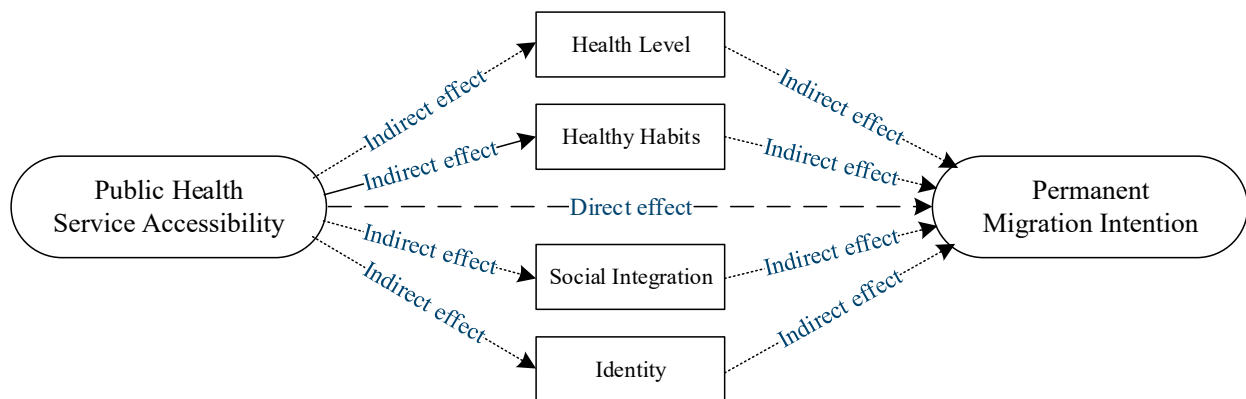 Health Level
Indirect effect
Indirect effect
Healthy Habits
Indirect effect
Indirect effect
Public Health
Service Accessibility
Direct effect
Permanent
Migration Intention
Indirect effect
Social Integration
Indirect effect
Indirect effect
Identity
Indirect effect